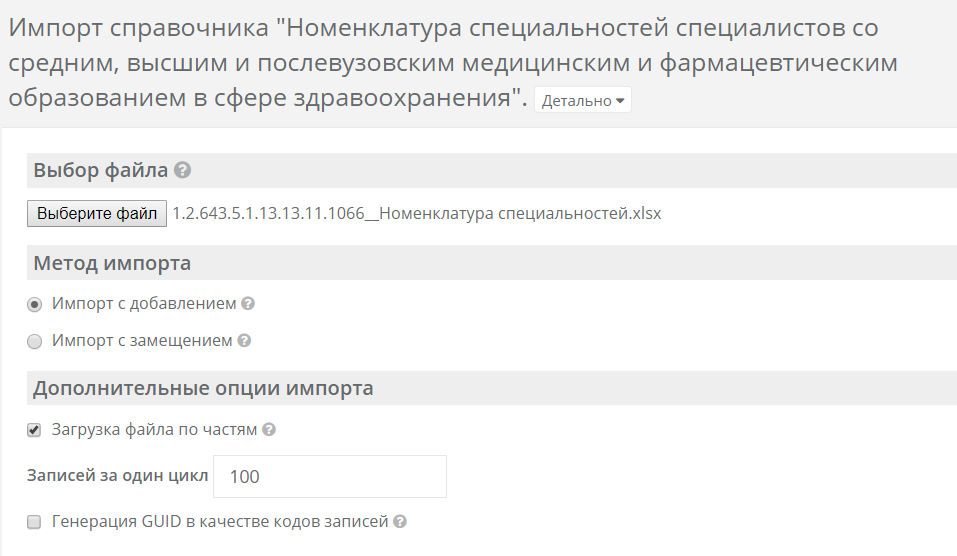 Импорт справочника "Номенклатура специальностей специалистов со
средним, высшим и послевузовским медицинским и фармацевтическим
образованием в сфере здравоохранения". Детально
Выбор файла
Выберите файл 1.2.643.5.1.13.13.11.1066__Номенклатура специальностей.xlsx
Метод импорта
Импорт с добавлением
Импорт с замещением
Дополнительные опции импорта
Загрузка файла по частям
Записей за один цикл 100
Генерация GUID в качестве кодов записей